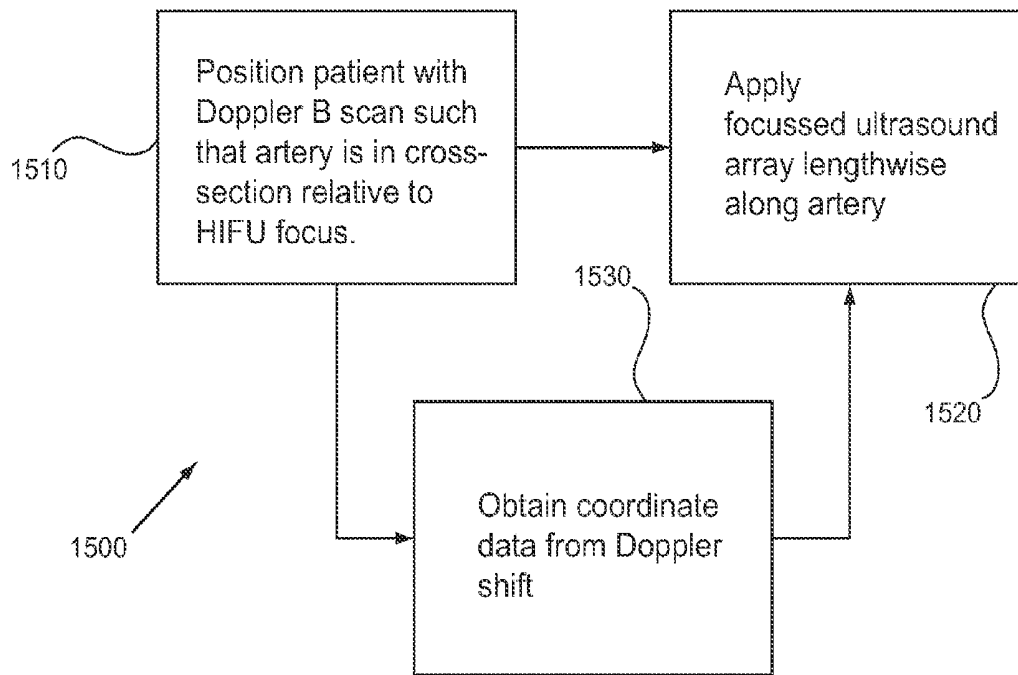 Position patient with
Doppler B scan such
that artery is in cross-
section relative to
HIFU focus.
1510
Apply
focussed ultrasound
array lengthwise
along artery
1530
1520
Obtain coordinate
data from Doppler
shift
1500